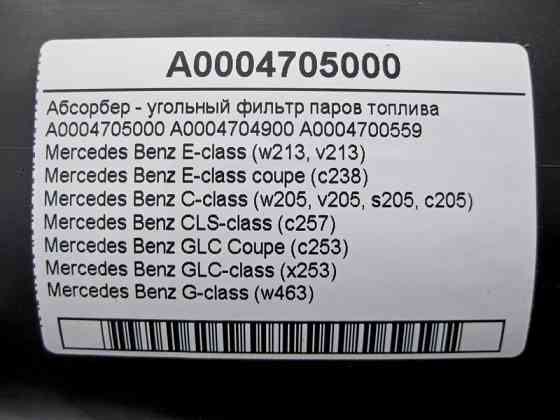 A0004705000
Абсорбер - угольный фильтр паров топлива
A0004705000 A0004704900 A0004700559
Mercedes Benz E-class (w213, v213)
Mercedes Benz E-class coupe (c238)
Mercedes Benz C-class (w205, v205, s205, c205)
Mercedes Benz CLS-class (c257)
Mercedes Benz GLC Coupe (c253)
Mercedes Benz GLC-class (x253)
Mercedes Benz G-class (w463)